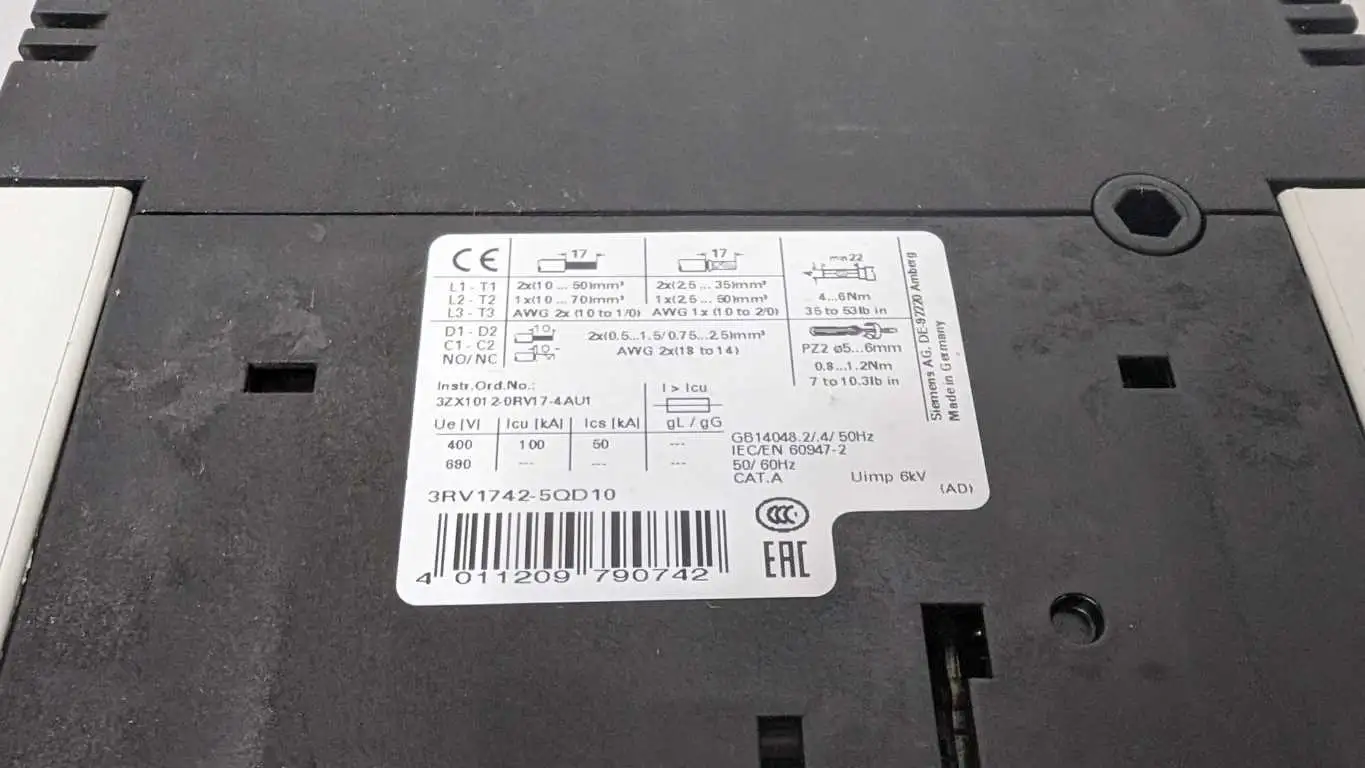 CE
17
17
min 22
4
L1 - T1
L2 - T2
L3 - T3
2x(10 ... 50)mm²
1x(10 ... 70)mm²
AWG 2x (10 to 1/0)
2x(2.5 ... 35)mm²
1x(2.5 ... 50)mm²
AWG 1x (10 to 2/0)
4...6Nm
35 to 53lb in
D1 - D2
C1 - C2
NO/NC
10
10
2x(0.5...1.5/0.75...2.5)mm²
AWG 2x(18 to 14)
PZ2 ø5...6mm
0.8...1.2Nm
7 to 10.3lb in
Siemens AG, DE-92220 Amberg
Made in Germany
Instr.Ord.No.:
3ZX1012-0RV17-4AU1
I > Icu
gL / gG
Ue [V] Icu [kA] Ics [kA]
400 100 50 ---
690 --- --- ---
GB14048.2/.4/ 50Hz
IEC/EN 60947-2
50/ 60Hz
CAT.A
Uimp 6kV
(AD)
3RV1742-5QD10
CCC
EAC
4 011209 790742